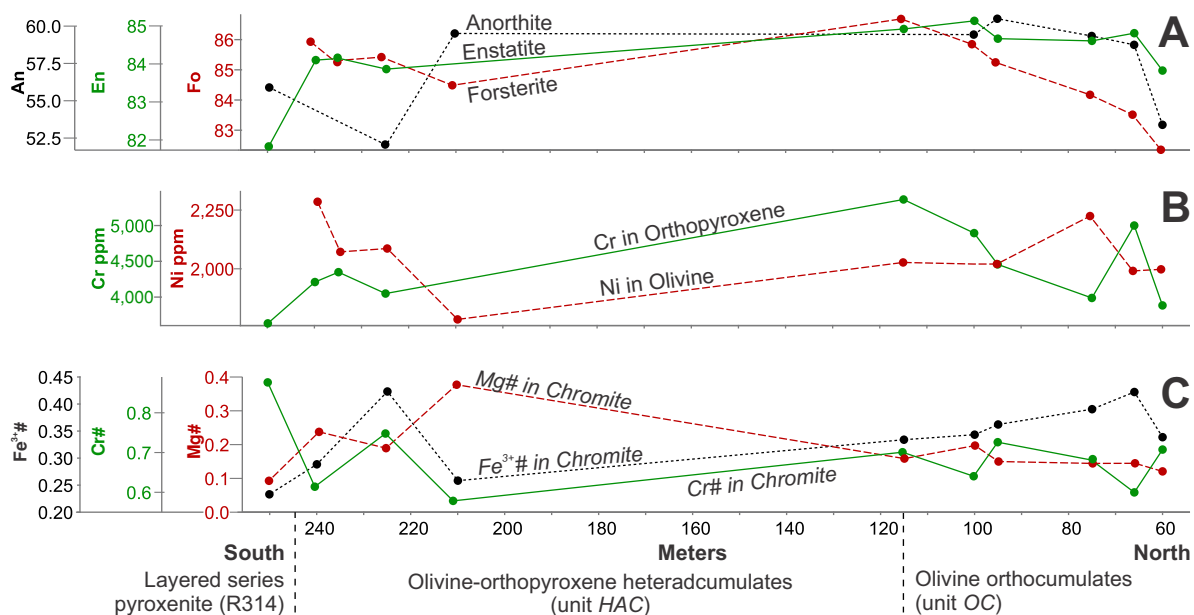 A
An
60.0
57.5
55.0
52.5
En
85
84
83
82
Fo
86
85
84
83
Anorthite
Enstatite
Forsterite
B
Cr ppm
5,000
4,500
4,000
Ni ppm
2,250
2,000
Cr in Orthopyroxene
Ni in Olivine
C
Fe³⁺#
0.45
0.40
0.35
0.30
0.25
0.20
Cr#
0.8
0.7
0.6
Mg#
0.4
0.3
0.2
0.1
0.0
Mg# in Chromite
Fe³⁺# in Chromite
Cr# in Chromite
240 220 200 180 160 140 120 100 80 60
South Meters North
Layered series
pyroxenite (R314)
Olivine-orthopyroxene heteradcumulates
(unit HAC)
Olivine orthocumulates
(unit OC)